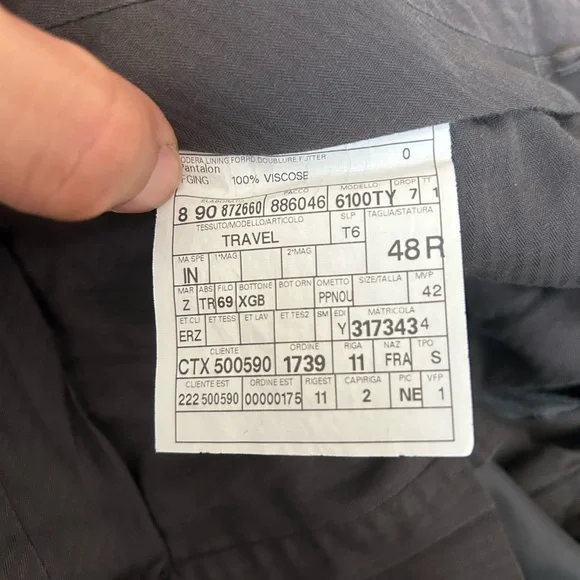 ODERA, LINING FORRO, DOUBLURE, FUTTER
Pantalon 0
100% VISCOSE
PACCO MODELLO DROP TT
8 90 872660 886046 6100TY 7 1
TESSUTO/MODELLO/ARTICOLO SLP TAGLIA/STATURA
TRAVEL T6 48 R
MA SPE 1°MAG 2°MAG
IN
MAR ABS FILO BOTTONE BOT ORN OMETTO SIZE/TALLA MVP
Z TR 69 XGB PPNOU 42
ET CLI ET TESS ET LAV ET TES2 SM EDI MATRICOLA
ERZ Y 317343 4
CLIENTE ORDINE RIGA NAZ TPO
CTX 500590 1739 11 FRA S
CLIENTE EST ORDINE EST RIGEST CAPIRIGA PIC VFP
222 500590 00000175 11 2 NE 1